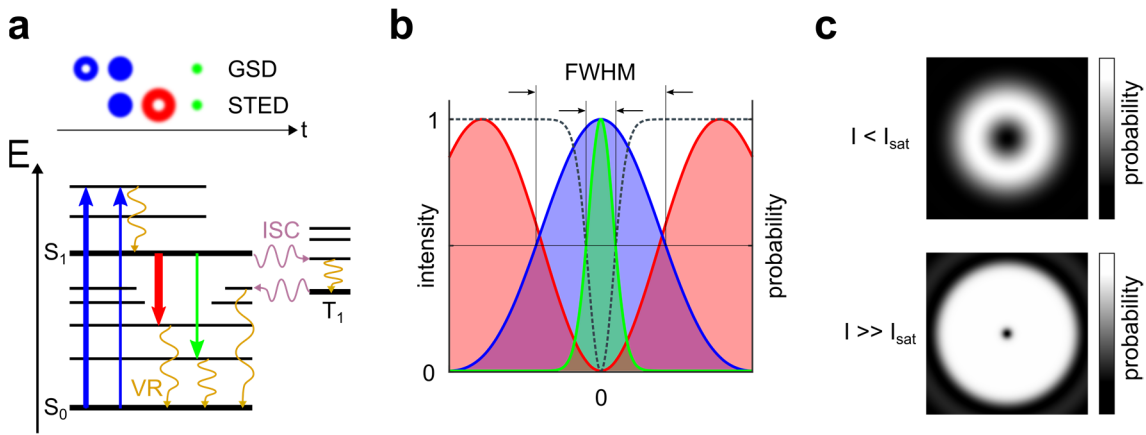 a
GSD
STED
t
E
S1
ISC
T1
VR
S0
b
FWHM
1
intensity
probability
0
0
c
I < Isat
probability
I >> Isat
probability